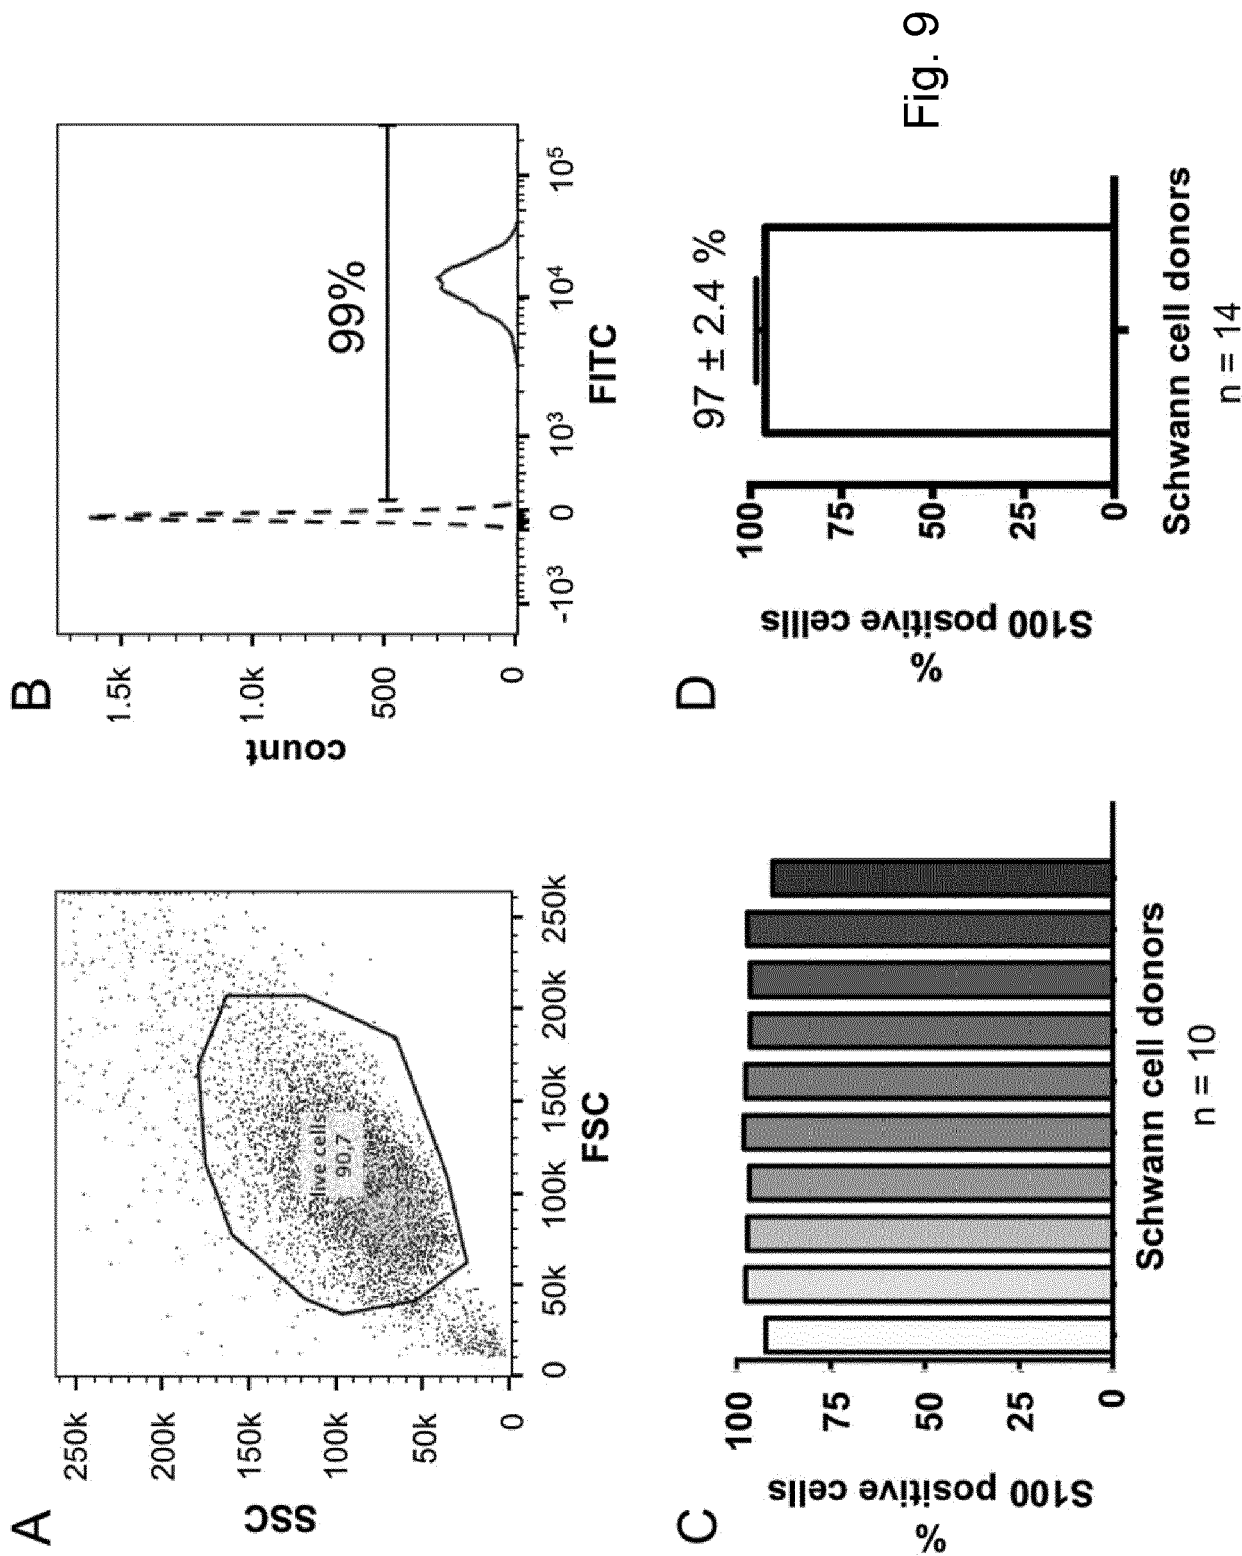 A
SSC
250k
200k
150k
100k
50k
0
live cells
90,7
0
50k
100k
150k
200k
250k
FSC
B
count
1.5k
1.0k
500
0
99%
-10³
0
10³
10⁴
10⁵
FITC
C
%
S100 positive cells
100
75
50
25
0
Schwann cell donors
n = 10
D
%
S100 positive cellls
100
75
50
25
0
97 ± 2.4 %
Schwann cell donors
n = 14
Fig. 9